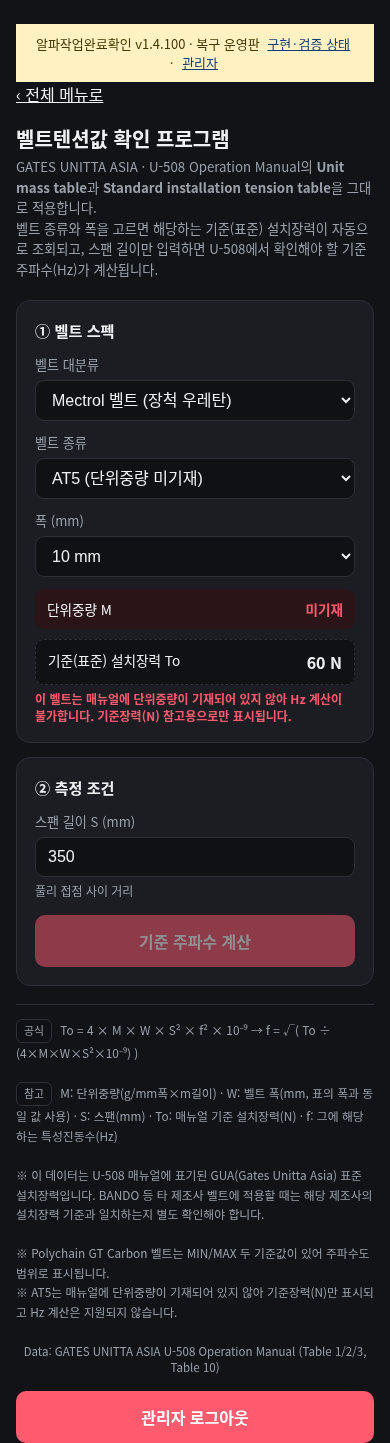 알파작업완료확인 v1.4.100 · 복구 운영판 구현·검증 상태
· 관리자
‹ 전체 메뉴로
벨트텐션값 확인 프로그램
GATES UNITTA ASIA · U-508 Operation Manual의 Unit
mass table과 Standard installation tension table을 그대
로 적용합니다.
벨트 종류와 폭을 고르면 해당하는 기준(표준) 설치장력이 자동으
로 조회되고, 스팬 길이만 입력하면 U-508에서 확인해야 할 기준
주파수(Hz)가 계산됩니다.
① 벨트 스펙
벨트 대분류
Mectrol 벨트 (장척 우레탄)
벨트 종류
AT5 (단위중량 미기재)
폭 (mm)
10 mm
단위중량 M 미기재
기준(표준) 설치장력 To 60 N
이 벨트는 매뉴얼에 단위중량이 기재되어 있지 않아 Hz 계산이
불가합니다. 기준장력(N) 참고용으로만 표시됩니다.
② 측정 조건
스팬 길이 S (mm)
350
풀리 접점 사이 거리
기준 주파수 계산
공식 To = 4 × M × W × S² × f² × 10⁻⁹ → f = √( To ÷
(4×M×W×S²×10⁻⁹) )
참고 M: 단위중량(g/mm폭×m길이) · W: 벨트 폭(mm, 표의 폭과 동
일 값 사용) · S: 스팬(mm) · To: 매뉴얼 기준 설치장력(N) · f: 그에 해당
하는 특성진동수(Hz)
※ 이 데이터는 U-508 매뉴얼에 표기된 GUA(Gates Unitta Asia) 표준
설치장력입니다. BANDO 등 타 제조사 벨트에 적용할 때는 해당 제조사의
설치장력 기준과 일치하는지 별도 확인해야 합니다.
※ Polychain GT Carbon 벨트는 MIN/MAX 두 기준값이 있어 주파수도
범위로 표시됩니다.
※ AT5는 매뉴얼에 단위중량이 기재되어 있지 않아 기준장력(N)만 표시되
고 Hz 계산은 지원되지 않습니다.
Data: GATES UNITTA ASIA U-508 Operation Manual (Table 1/2/3,
Table 10)
관리자 로그아웃